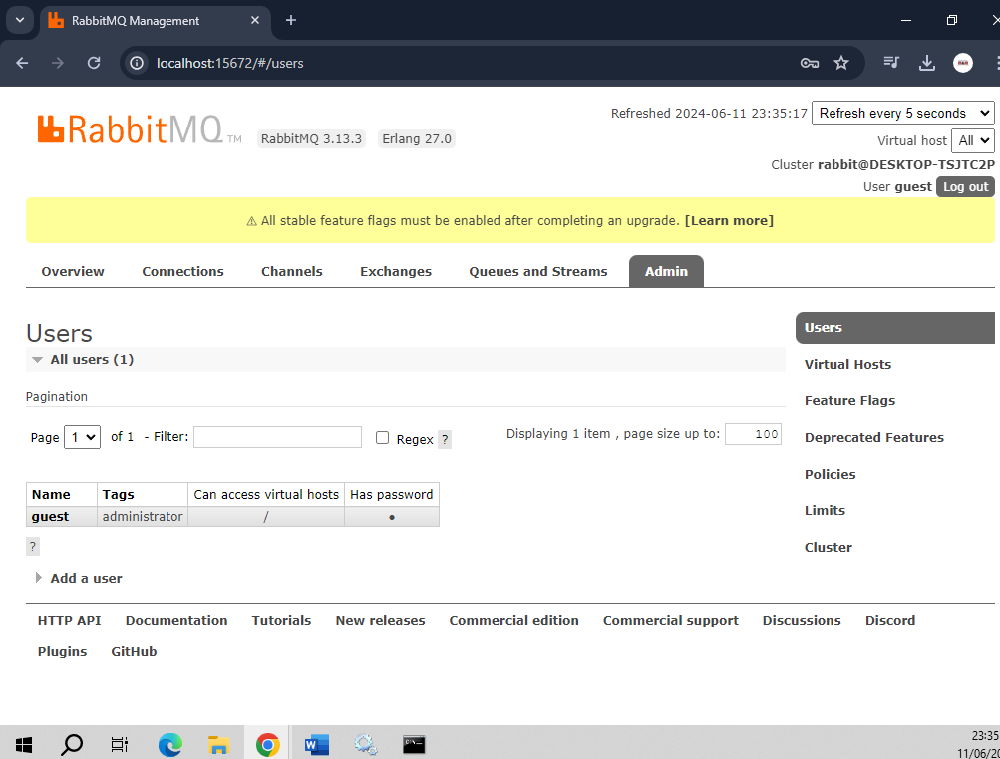 RabbitMQ Management
localhost:15672/#/users
Refreshed 2024-06-11 23:35:17 Refresh every 5 seconds
RabbitMQ TM RabbitMQ 3.13.3 Erlang 27.0
Virtual host All
Cluster rabbit@DESKTOP-TSJTC2P
User guest Log out
⚠ All stable feature flags must be enabled after completing an upgrade. [Learn more]
Overview Connections Channels Exchanges Queues and Streams Admin
Users
All users (1)
Pagination
Page 1 of 1 - Filter: Regex ? Displaying 1 item , page size up to: 100
Name Tags Can access virtual hosts Has password
guest administrator / •
?
Add a user
Users
Virtual Hosts
Feature Flags
Deprecated Features
Policies
Limits
Cluster
HTTP API Documentation Tutorials New releases Commercial edition Commercial support Discussions Discord
Plugins GitHub
23:35